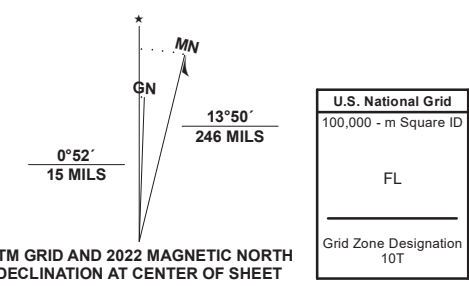 ★
MN
GN
0°52´
15 MILS
13°50´
246 MILS
TM GRID AND 2022 MAGNETIC NORTH
DECLINATION AT CENTER OF SHEET
U.S. National Grid
100,000 - m Square ID
FL
Grid Zone Designation
10T